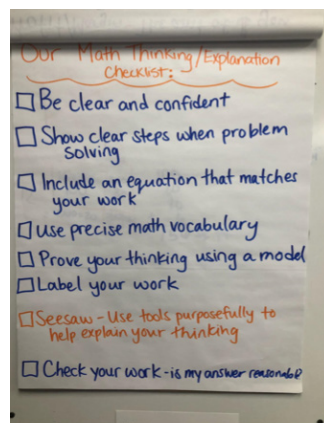 Our Math Thinking/Explanation
Checklist:
Be clear and confident
Show clear steps when problem
solving
Include an equation that matches
your work
use precise math vocabulary
Prove your thinking using a model
Label your work
Seesaw - Use tools purposefully to
help explain your thinking
Check your work - is my answer reasonable